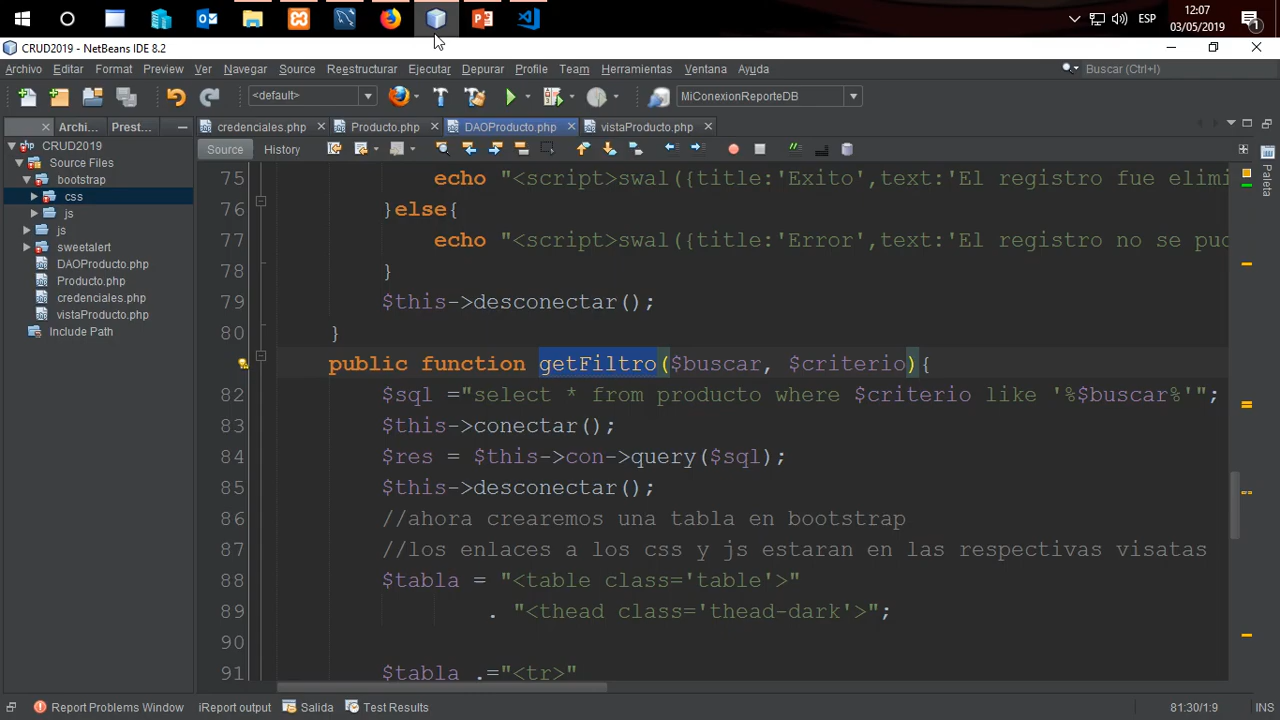 12:07
ESP
03/05/2019
1
CRUD2019 - NetBeans IDE 8.2
Archivo Editar Format Preview Ver Navegar Source Reestructurar Ejecutar Depurar Profile Team Herramientas Ventana Ayuda
Buscar (Ctrl+I)
<default>
MiConexionReporteDB
Archi... Prest...
credenciales.php Producto.php DAOProducto.php vistaProducto.php
Source History
CRUD2019
Source Files
bootstrap
css
js
js
sweetalert
DAOProducto.php
Producto.php
credenciales.php
vistaProducto.php
Include Path
75 echo "<script>swal({title:'Exito',text:'El registro fue elimi
76 }else{
77 echo "<script>swal({title:'Error',text:'El registro no se puc
78 }
79 $this->desconectar();
80 }
public function getFiltro($buscar, $criterio){
82 $sql ="select * from producto where $criterio like '%$buscar%'";
83 $this->conectar();
84 $res = $this->con->query($sql);
85 $this->desconectar();
86 //ahora crearemos una tabla en bootstrap
87 //los enlaces a los css y js estaran en las respectivas visatas
88 $tabla = "<table class='table'>"
89 . "<thead class='thead-dark'>";
90
91 $tabla .="<tr>"
Paleta
Report Problems Window iReport output Salida Test Results
81:30/1:9 INS